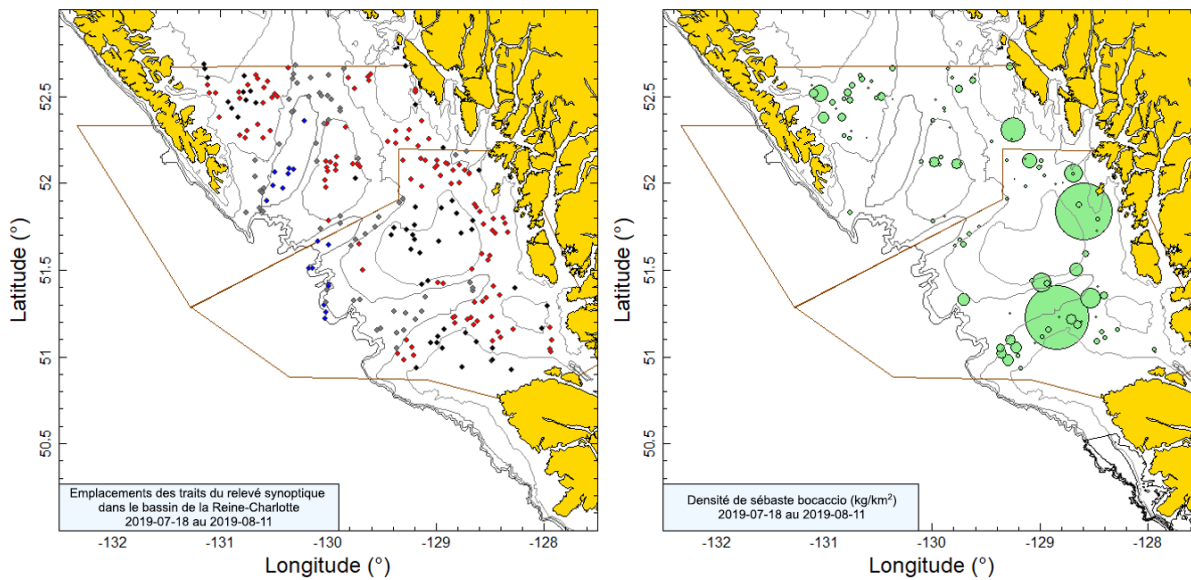 Latitude (°)
52.5
52
51.5
51
50.5
Emplacements des traits du relevé synoptique
dans le bassin de la Reine-Charlotte
2019-07-18 au 2019-08-11
-132
-131
-130
-129
-128
Longitude (°)
Latitude (°)
52.5
52
51.5
51
50.5
Densité de sébaste bocaccio (kg/km²)
2019-07-18 au 2019-08-11
-132
-131
-130
-129
-128
Longitude (°)